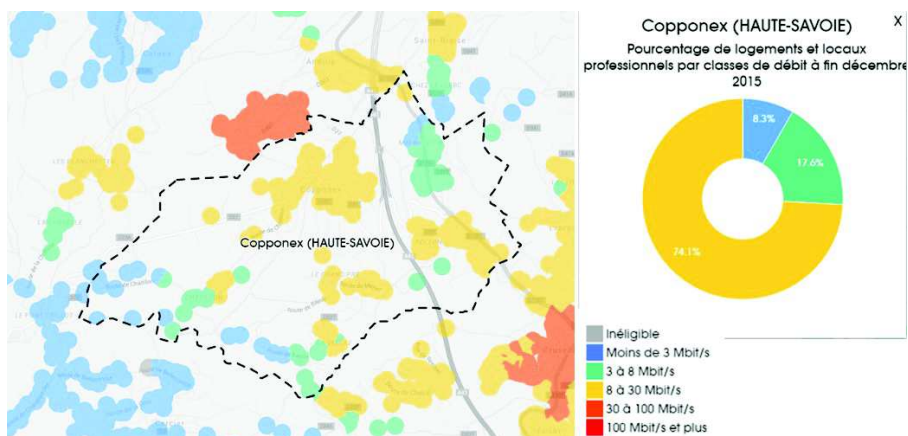 Copponex (HAUTE-SAVOIE)
Copponex (HAUTE-SAVOIE)
X
Pourcentage de logements et locaux
professionnels par classes de débit à fin décembre
2015
8.3%
17.6%
74.1%
Inéligible
Moins de 3 Mbit/s
3 à 8 Mbit/s
8 à 30 Mbit/s
30 à 100 Mbit/s
100 Mbit/s et plus